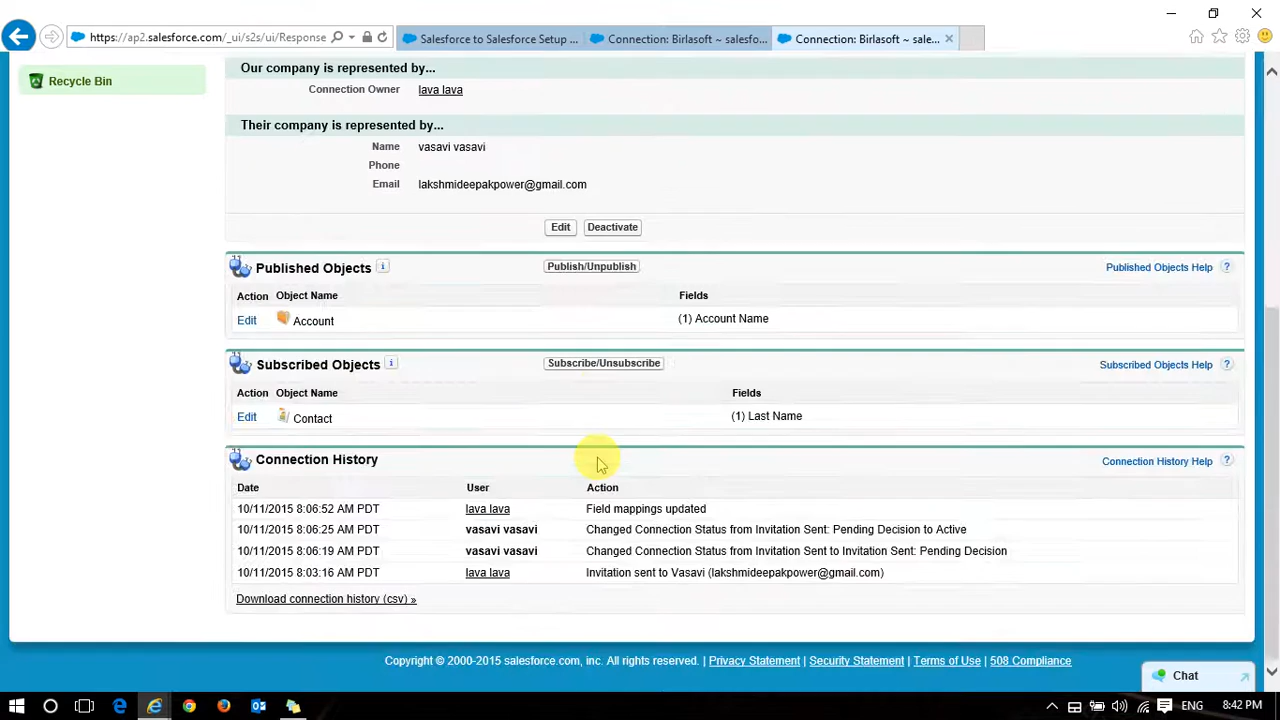 https://ap2.salesforce.com/_ui/s2s/ui/Response
Salesforce to Salesforce Setup ...
Connection: Birlasoft ~ salesfo...
Connection: Birlasoft ~ sale...
Recycle Bin
Our company is represented by...
Connection Owner lava lava
Their company is represented by...
Name vasavi vasavi
Phone
Email lakshmideepakpower@gmail.com
Edit Deactivate
Published Objects i Publish/Unpublish Published Objects Help ?
Action Object Name Fields
Edit Account (1) Account Name
Subscribed Objects i Subscribe/Unsubscribe Subscribed Objects Help ?
Action Object Name Fields
Edit Contact (1) Last Name
Connection History Connection History Help ?
Date User Action
10/11/2015 8:06:52 AM PDT lava lava Field mappings updated
10/11/2015 8:06:25 AM PDT vasavi vasavi Changed Connection Status from Invitation Sent: Pending Decision to Active
10/11/2015 8:06:19 AM PDT vasavi vasavi Changed Connection Status from Invitation Sent to Invitation Sent: Pending Decision
10/11/2015 8:03:16 AM PDT lava lava Invitation sent to Vasavi (lakshmideepakpower@gmail.com)
Download connection history (csv) »
Copyright © 2000-2015 salesforce.com, inc. All rights reserved. | Privacy Statement | Security Statement | Terms of Use | 508 Compliance
Chat
ENG 8:42 PM